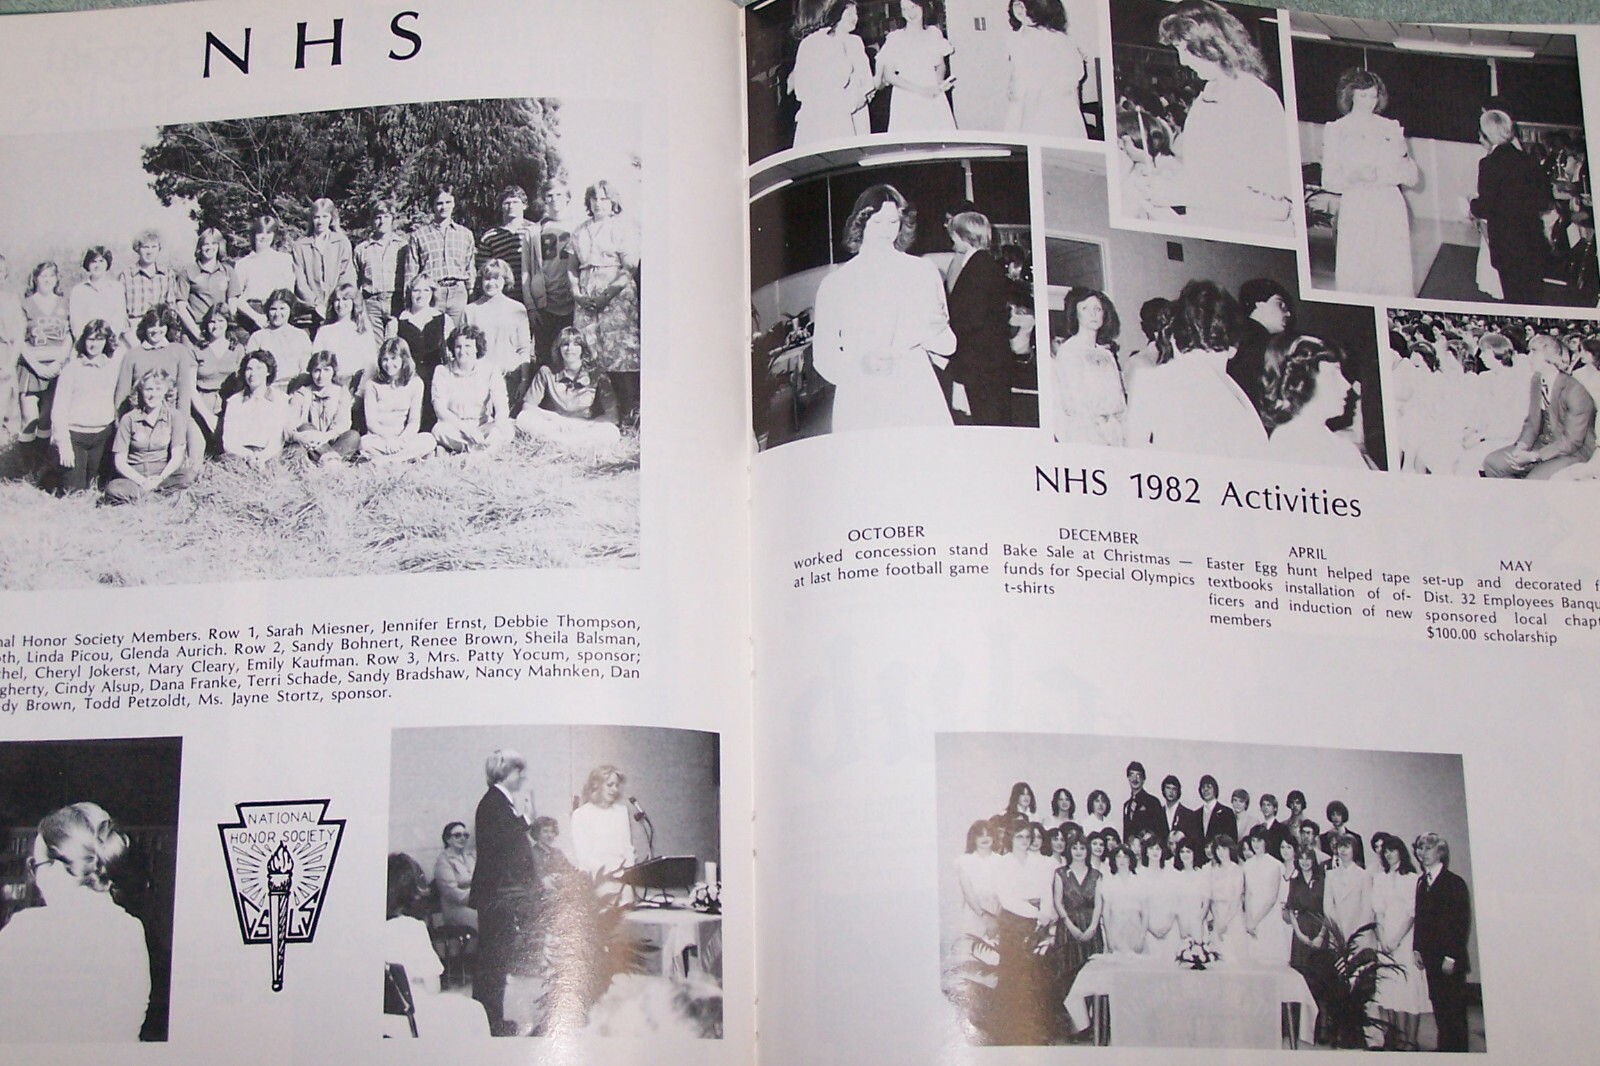 N H S
nal Honor Society Members. Row 1, Sarah Miesner, Jennifer Ernst, Debbie Thompson,
oth, Linda Picou, Glenda Aurich. Row 2, Sandy Bohnert, Renee Brown, Sheila Balsman,
chel, Cheryl Jokerst, Mary Cleary, Emily Kaufman. Row 3, Mrs. Patty Yocum, sponsor;
gherty, Cindy Alsup, Dana Franke, Terri Schade, Sandy Bradshaw, Nancy Mahnken, Dan
dy Brown, Todd Petzoldt, Ms. Jayne Stortz, sponsor.
NATIONAL
HONOR SOCIETY
C S L S
NHS 1982 Activities
OCTOBER
worked concession stand
at last home football game
DECEMBER
Bake Sale at Christmas —
funds for Special Olympics
t-shirts
APRIL
Easter Egg hunt helped tape
textbooks installation of of-
ficers and induction of new
members
MAY
set-up and decorated f
Dist. 32 Employees Banqu
sponsored local chapt
$100.00 scholarship